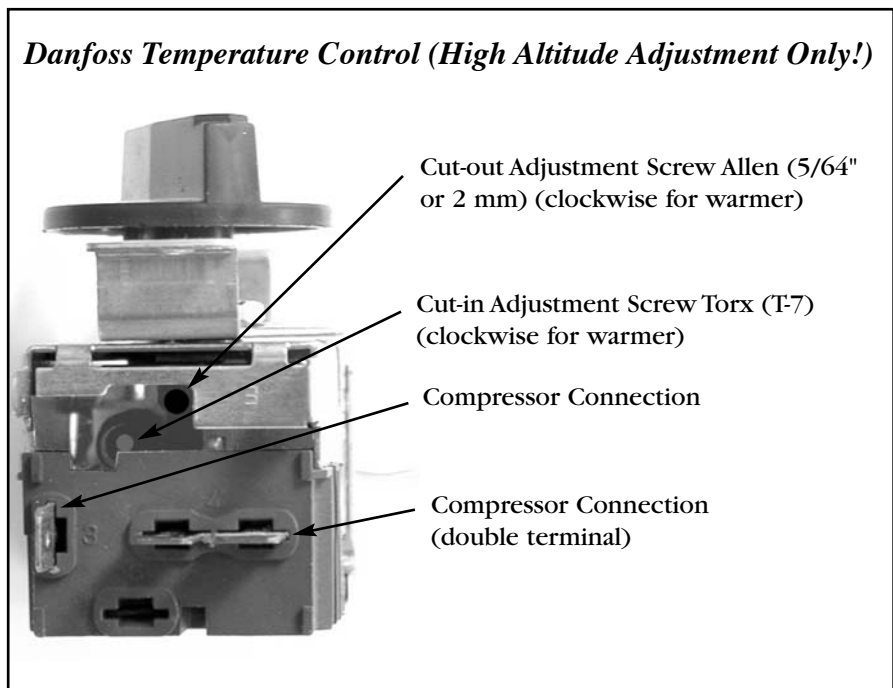 Danfoss Temperature Control (High Altitude Adjustment Only!)
Cut-out Adjustment Screw Allen (5/64"
or 2 mm) (clockwise for warmer)
Cut-in Adjustment Screw Torx (T-7)
(clockwise for warmer)
Compressor Connection
Compressor Connection
(double terminal)